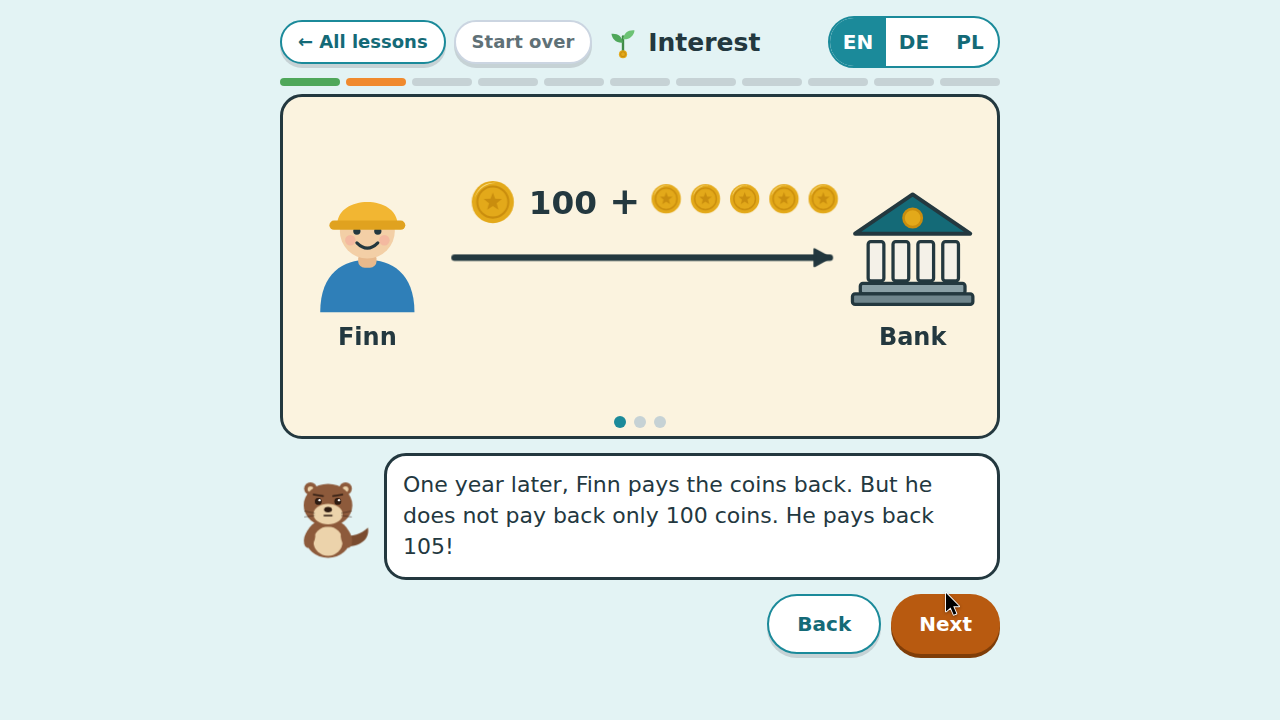 ← All lessons
Start over
Interest
EN DE PL
100 +
Finn
Bank
One year later, Finn pays the coins back. But he
does not pay back only 100 coins. He pays back
105!
Back
Next